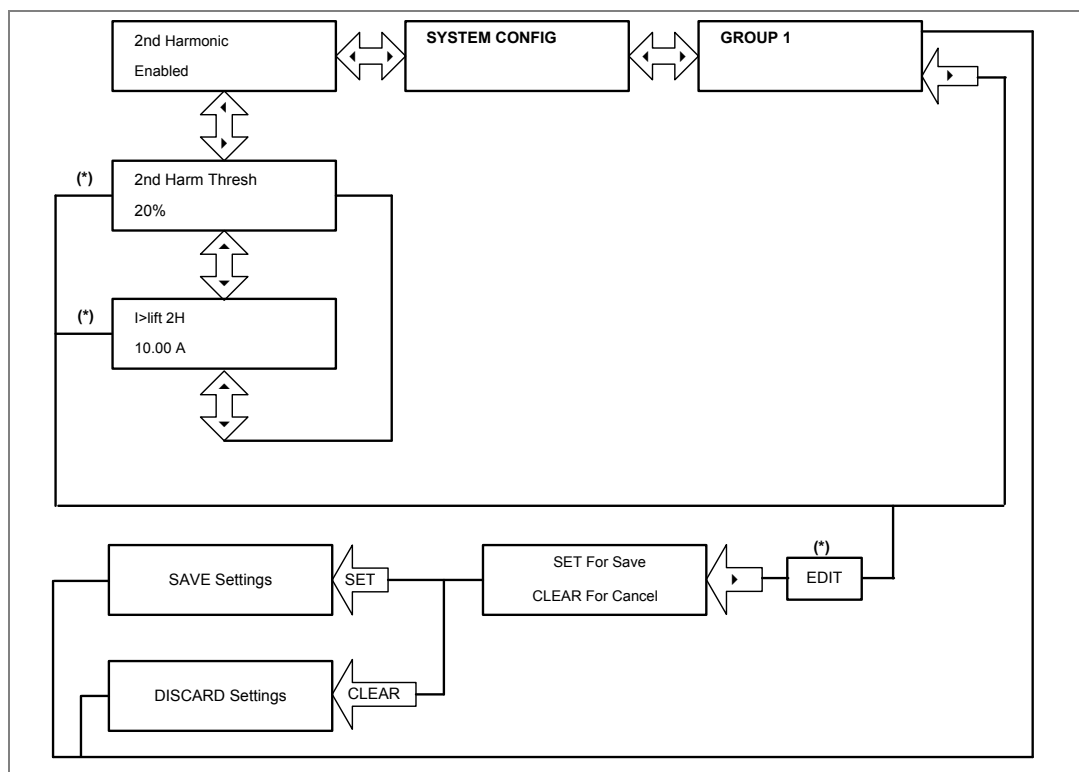 2nd Harmonic
Enabled
SYSTEM CONFIG
GROUP 1
(*)
2nd Harm Thresh
20%
(*)
I>lift 2H
10.00 A
SAVE Settings
SET
SET For Save
CLEAR For Cancel
(*)
EDIT
DISCARD Settings
CLEAR